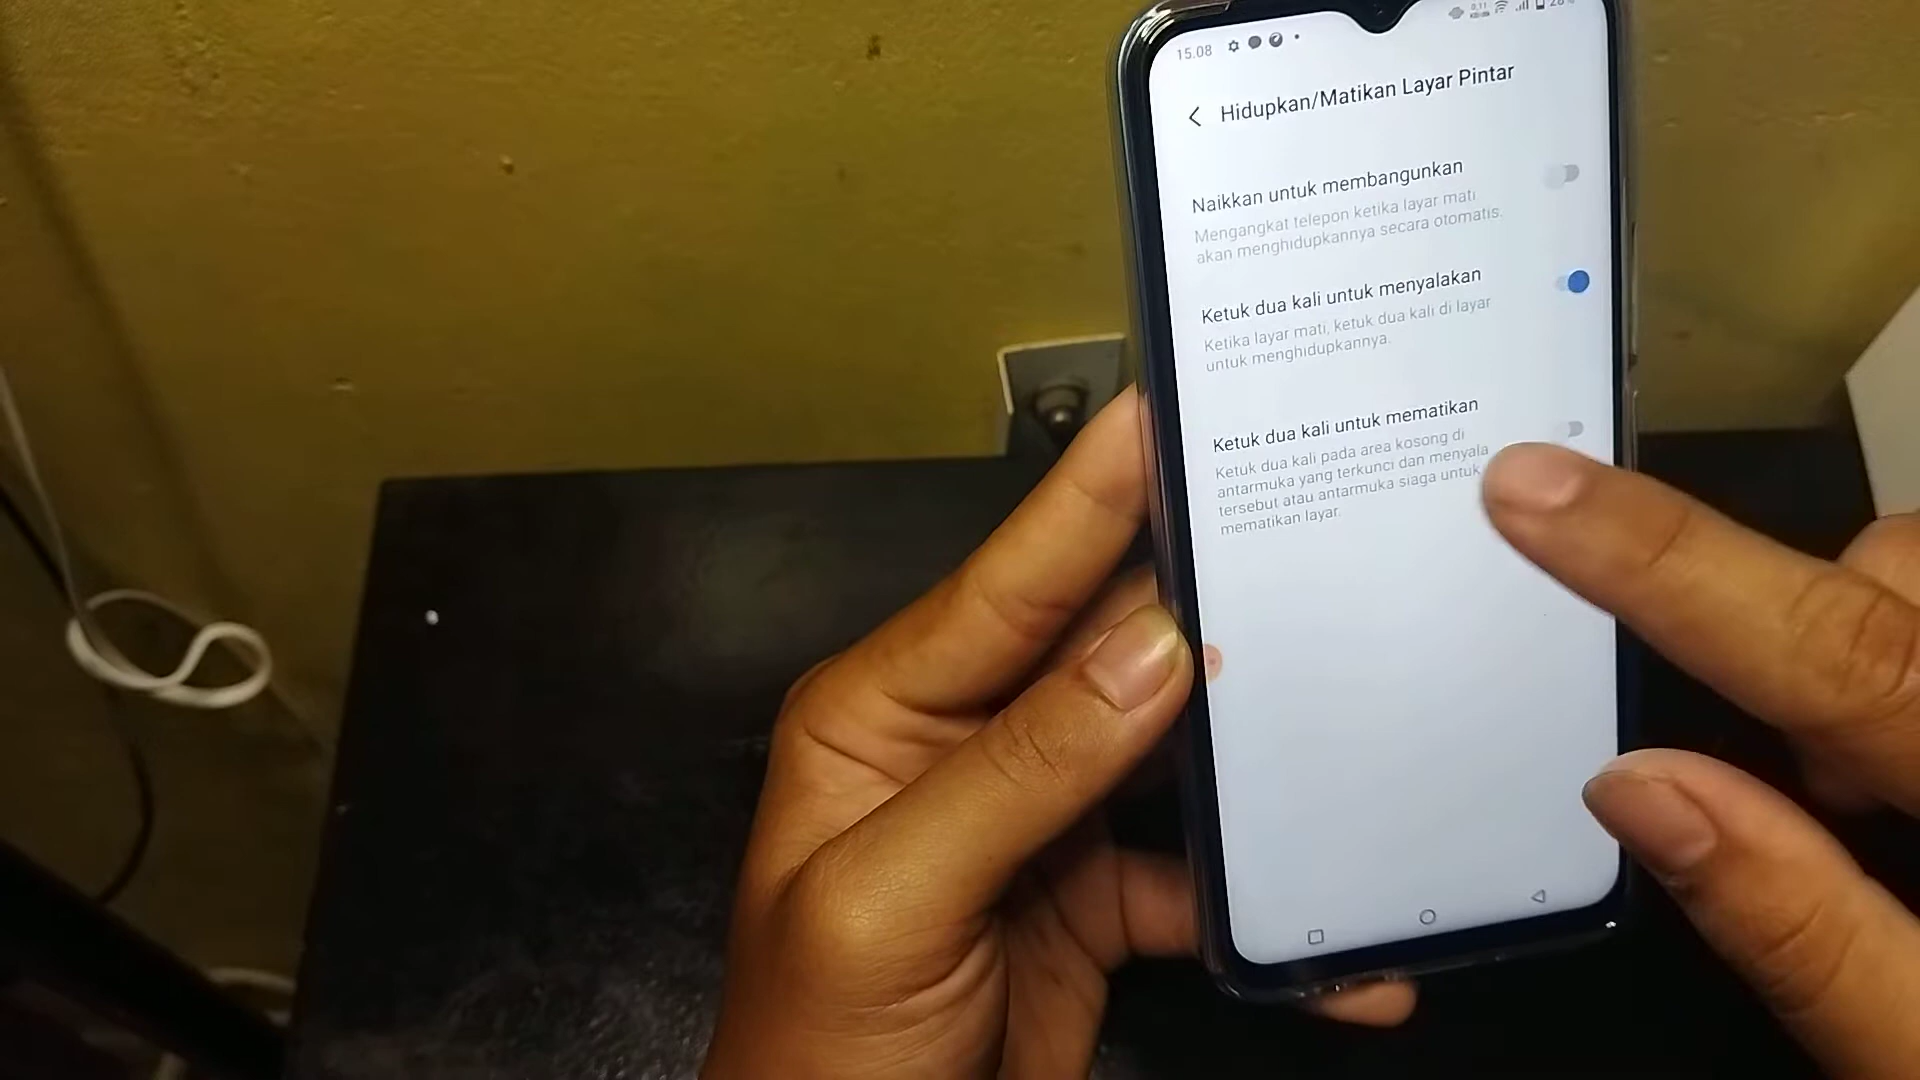 15.08
Hidupkan/Matikan Layar Pintar
Naikkan untuk membangunkan
Mengangkat telepon ketika layar mati
akan menghidupkannya secara otomatis.
Ketuk dua kali untuk menyalakan
Ketika layar mati, ketuk dua kali di layar
untuk menghidupkannya.
Ketuk dua kali untuk mematikan
Ketuk dua kali pada area kosong di
antarmuka yang terkunci dan menyala
tersebut atau antarmuka siaga untuk
mematikan layar.